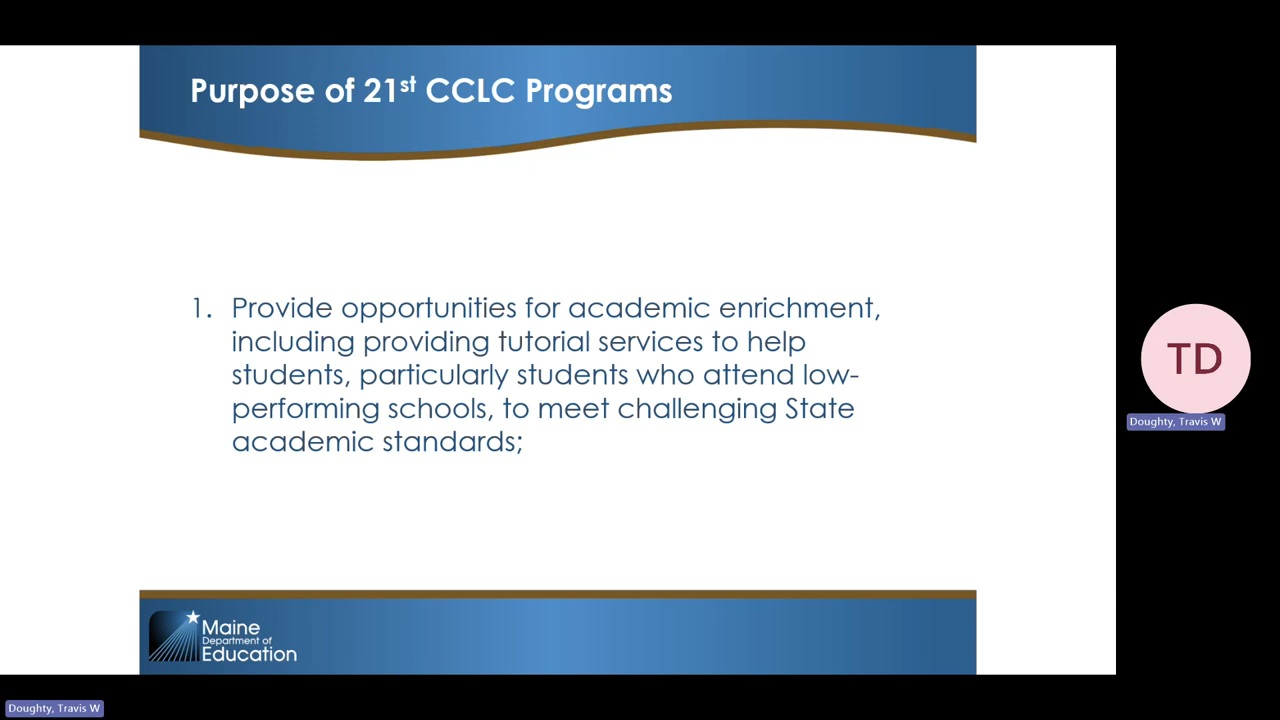 Purpose of 21st CCLC Programs
1. Provide opportunities for academic enrichment,
including providing tutorial services to help
students, particularly students who attend low-
performing schools, to meet challenging State
academic standards;
TD
Doughty, Travis W
Maine
Department of
Education
Doughty, Travis W